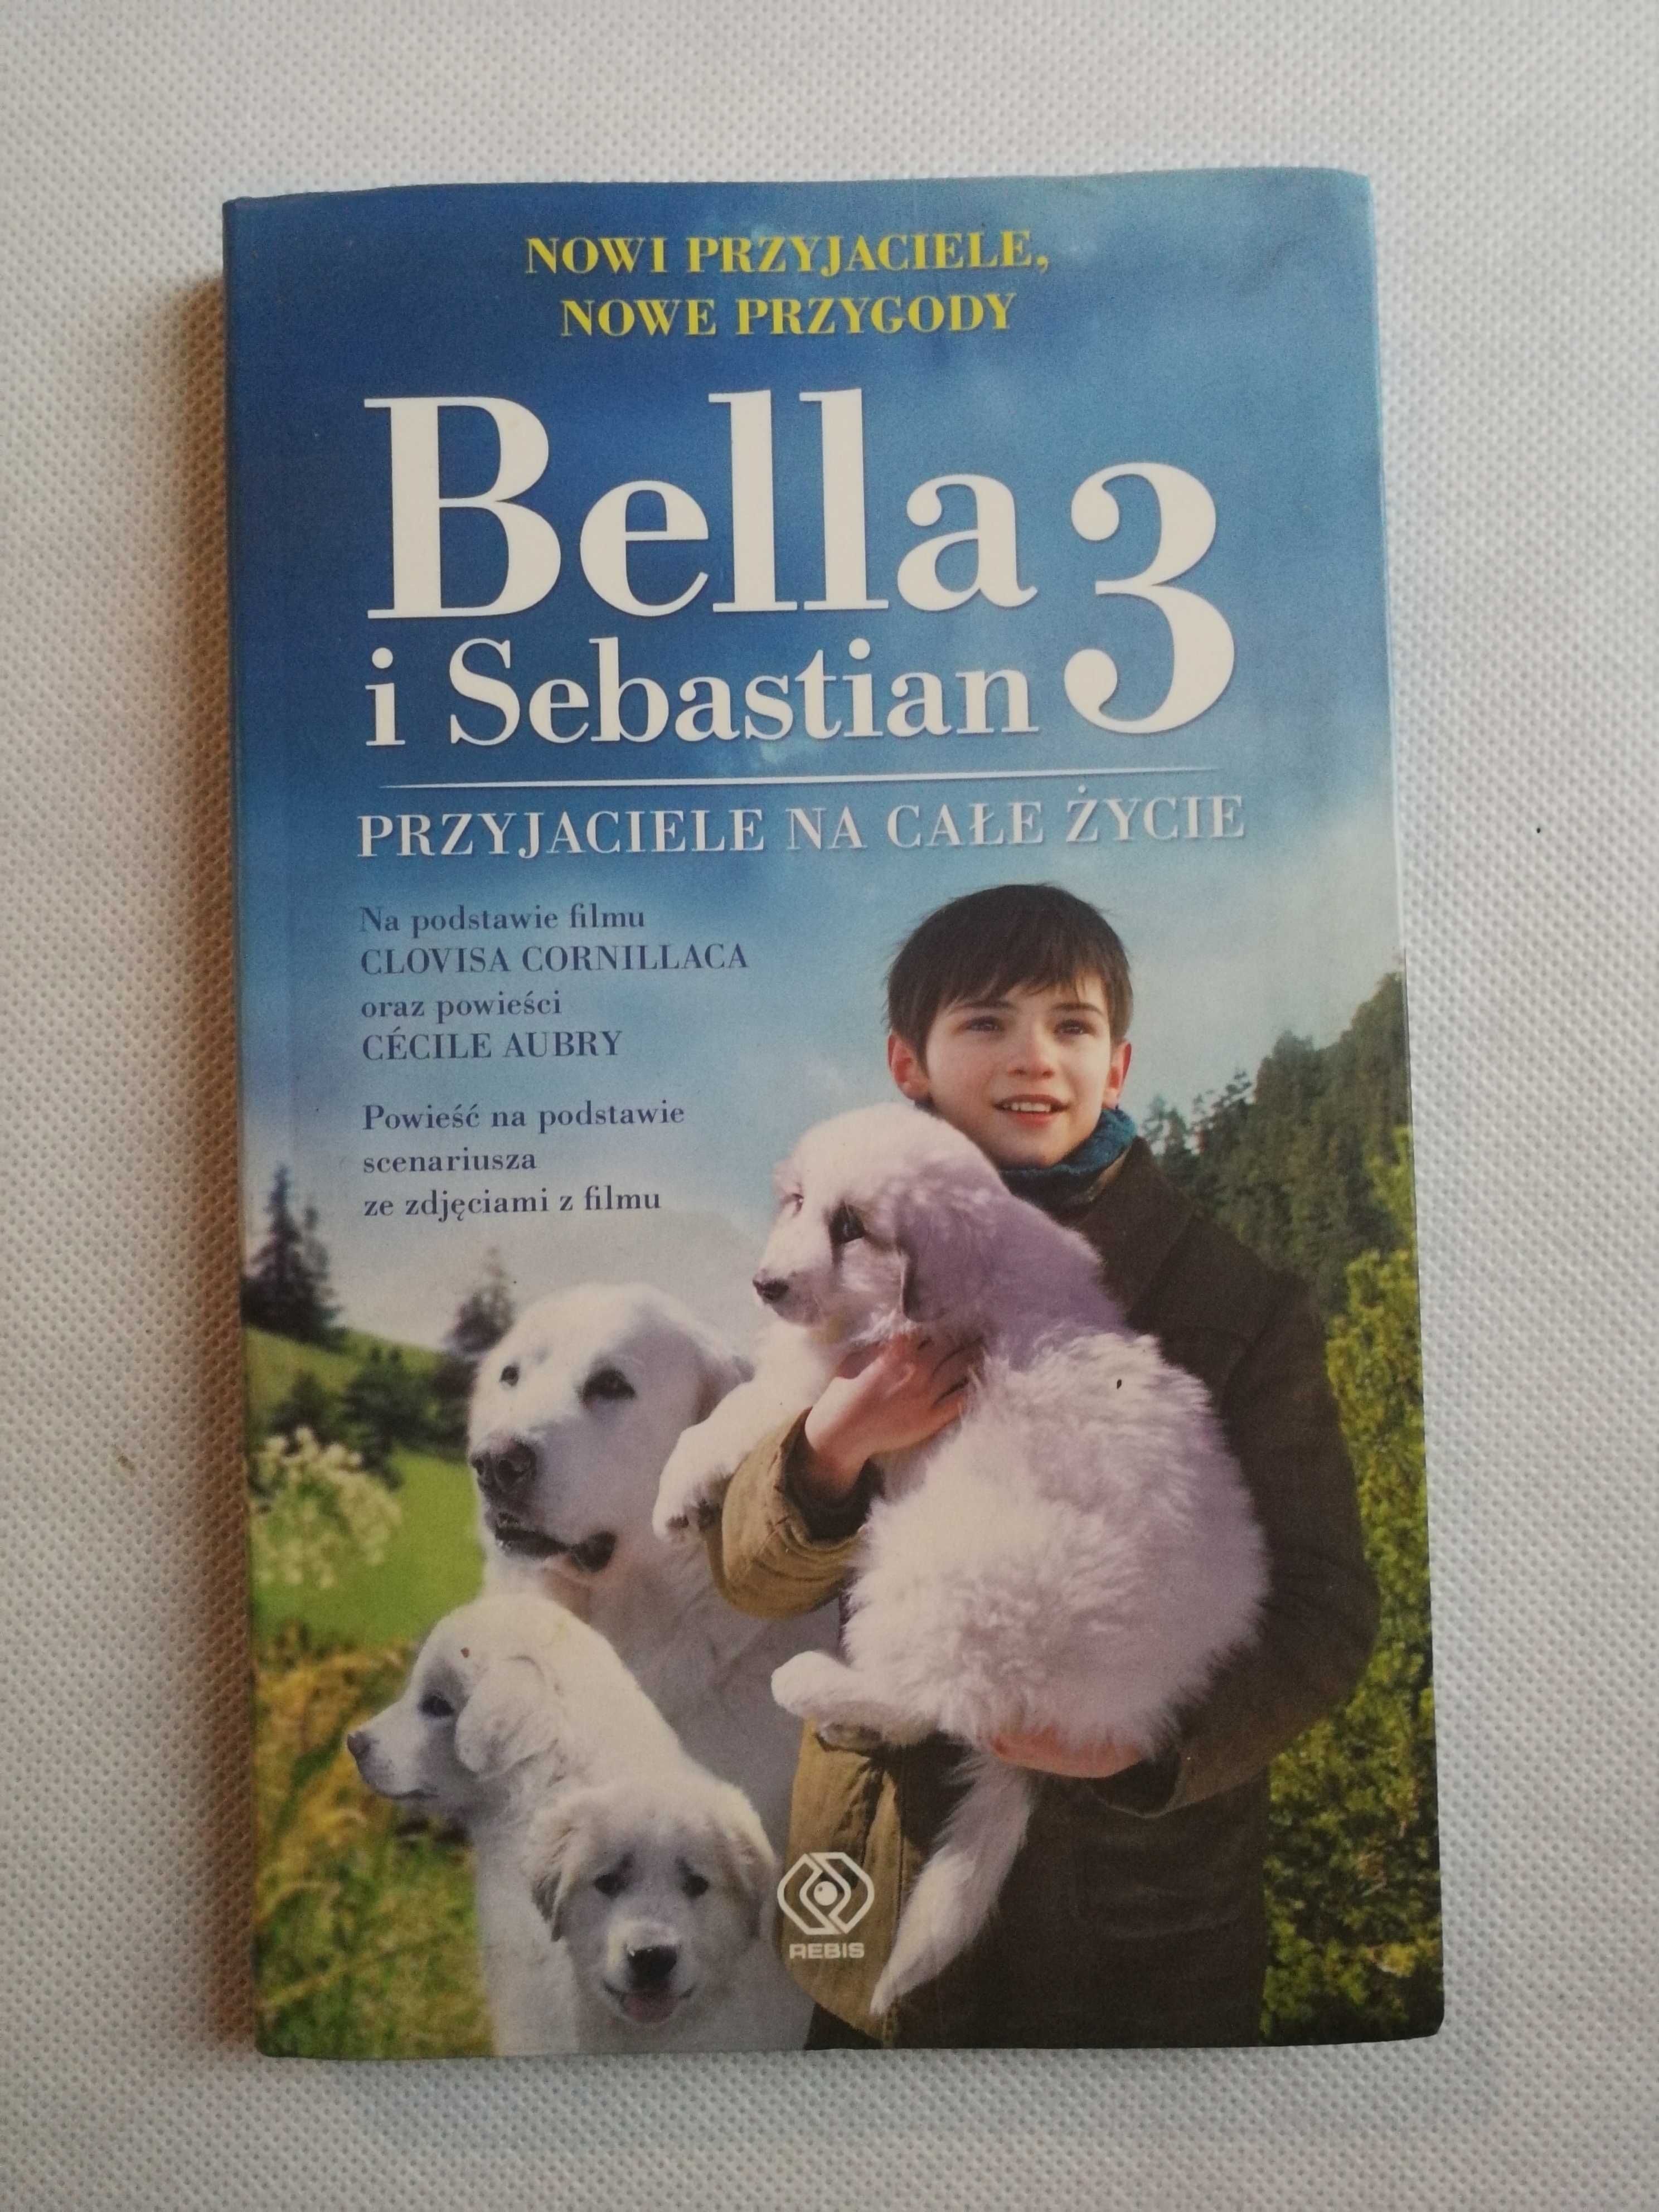 NOWI PRZYJACIELE,
NOWE PRZYGODY
Bella 3
i Sebastian
PRZYJACIELE NA CAŁE ŻYCIE
Na podstawie filmu
CLOVISA CORNILLACA
oraz powieści
CÉCILE AUBRY
Powieść na podstawie
scenariusza
ze zdjęciami z filmu
REBIS